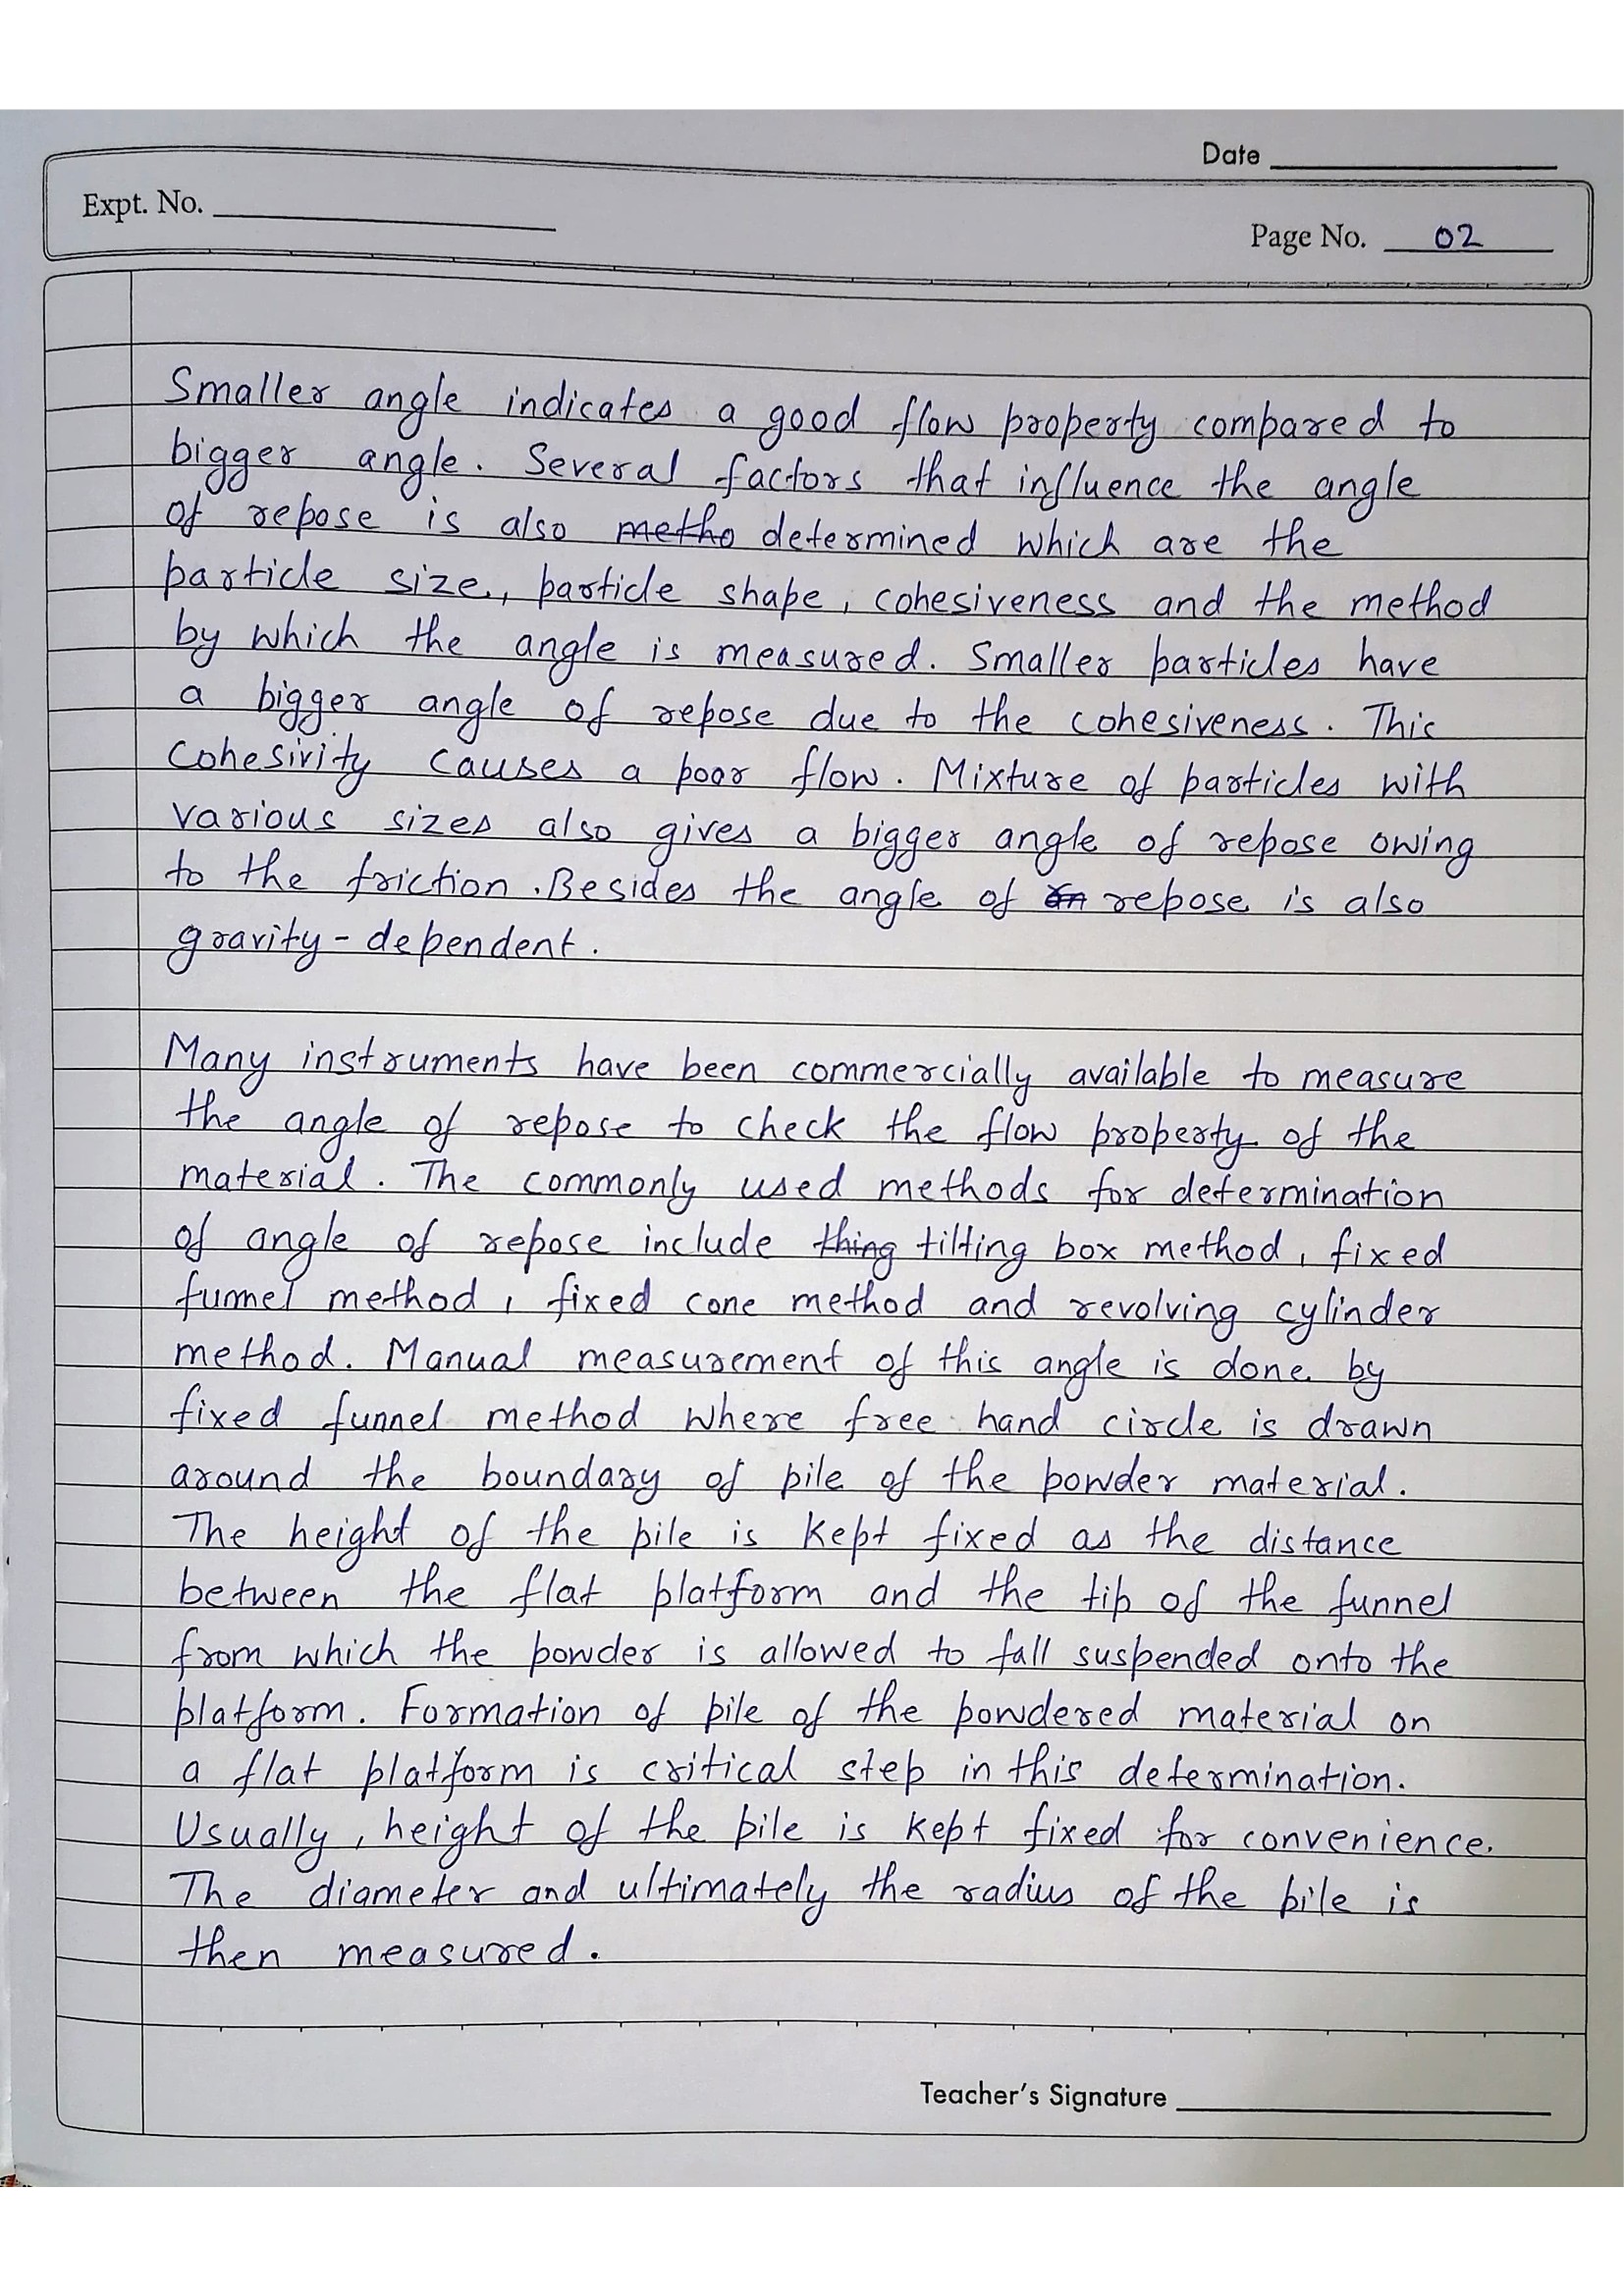 Date
Expt. No.
Page No. 02
Smaller angle indicates a good flow property compared to
bigger angle. Several factors that influence the angle
of repose is also metho determined which are the
particle size, particle shape, cohesiveness and the method
by which the angle is measured. Smaller particles have
a bigger angle of repose due to the cohesiveness. This
cohesivity causes a poor flow. Mixture of particles with
various sizes also gives a bigger angle of repose owing
to the friction. Besides the angle of repose is also
gravity-dependent.
Many instruments have been commercially available to measure
the angle of repose to check the flow property of the
material. The commonly used methods for determination
of angle of repose include thing tilting box method, fixed
funnel method, fixed cone method and revolving cylinder
method. Manual measurement of this angle is done by
fixed funnel method where free hand circle is drawn
around the boundary of pile of the powder material.
The height of the pile is kept fixed as the distance
between the flat platform and the tip of the funnel
from which the powder is allowed to fall suspended onto the
platform. Formation of pile of the powdered material on
a flat platform is critical step in this determination.
Usually, height of the pile is kept fixed for convenience.
The diameter and ultimately the radius of the pile is
then measured.
Teacher's Signature